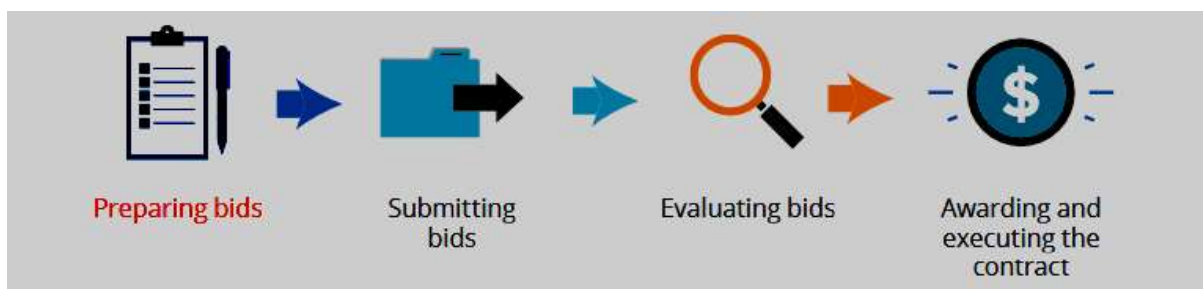 $
Preparing bids
Submitting
bids
Evaluating bids
Awarding and
executing the
contract